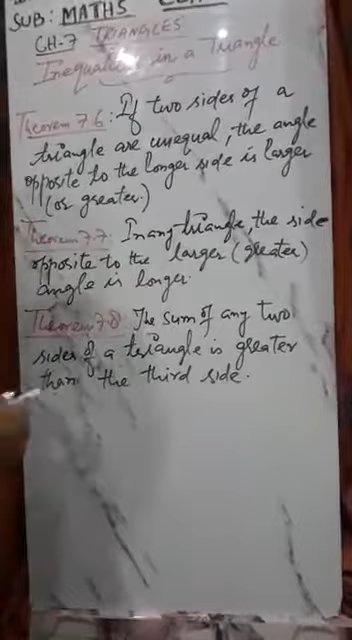 SUB: MATHS
CH-7 TRIANGLES
Inequalities in a Triangle
Theorem 7.6: If two sides of a
triangle are unequal, the angle
opposite to the longer side is larger
(or greater.)
Theorem 7.7: In any triangle, the side
opposite to the larger (greater)
angle is longer.
Theorem 7.8 The sum of any two
sides of a triangle is greater
than the third side.